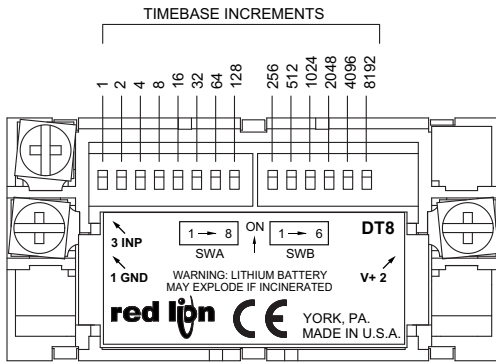 TIMEBASE INCREMENTS
1 2 4 8 16 32 64 128 256 512 1024 2048 4096 8192
3 INP
1 → 8
ON
1 → 6
DT8
SWA
SWB
1 GND
WARNING: LITHIUM BATTERY
MAY EXPLODE IF INCINERATED
V+ 2
red lion
CE
YORK, PA.
MADE IN U.S.A.